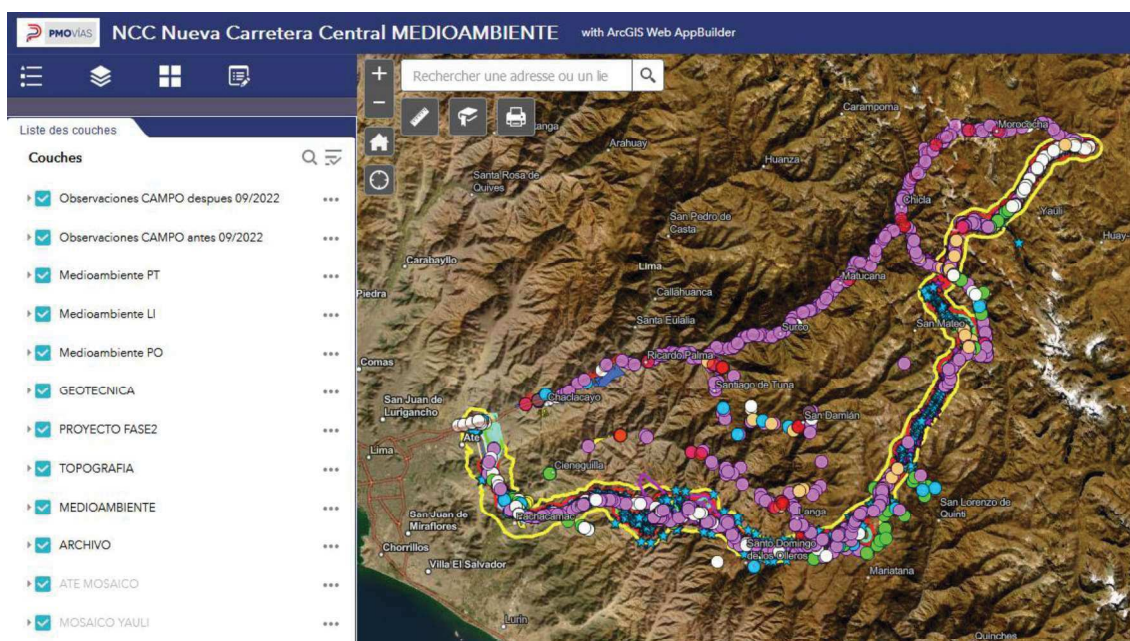 PMOVÍAS
NCC Nueva Carretera Central MEDIOAMBIENTE
with ArcGIS Web AppBuilder
Rechercher une adresse ou un lie
Liste des couches
Couches
Observaciones CAMPO despues 09/2022
Observaciones CAMPO antes 09/2022
Medioambiente PT
Medioambiente LI
Medioambiente PO
GEOTECNICA
PROYECTO FASE2
TOPOGRAFIA
MEDIOAMBIENTE
ARCHIVO
ATE MOSAICO
MOSAICO YAULI
Carampoma
Morococha
Arahuay
Huanza
Santa Rosa de
Quives
Chicla
Yauli
San Pedro de
Casta
Huay-
Carabayllo
Lima
Matucana
Piedra
Callahuanca
San Mateo
Santa Eulalia
Surco
Ricardo Palma
Comas
Santiago de Tuna
San Juan de
Lurigancho
Chaclacayo
San Damián
Ate
Lima
Cieneguilla
San Lorenzo de
Quinti
Langa
San Juan de
Miraflores
Pachacamac
Chorrillos
Santo Domingo
de los Olleros
Villa El Salvador
Mariatana
Lurín
Quinches